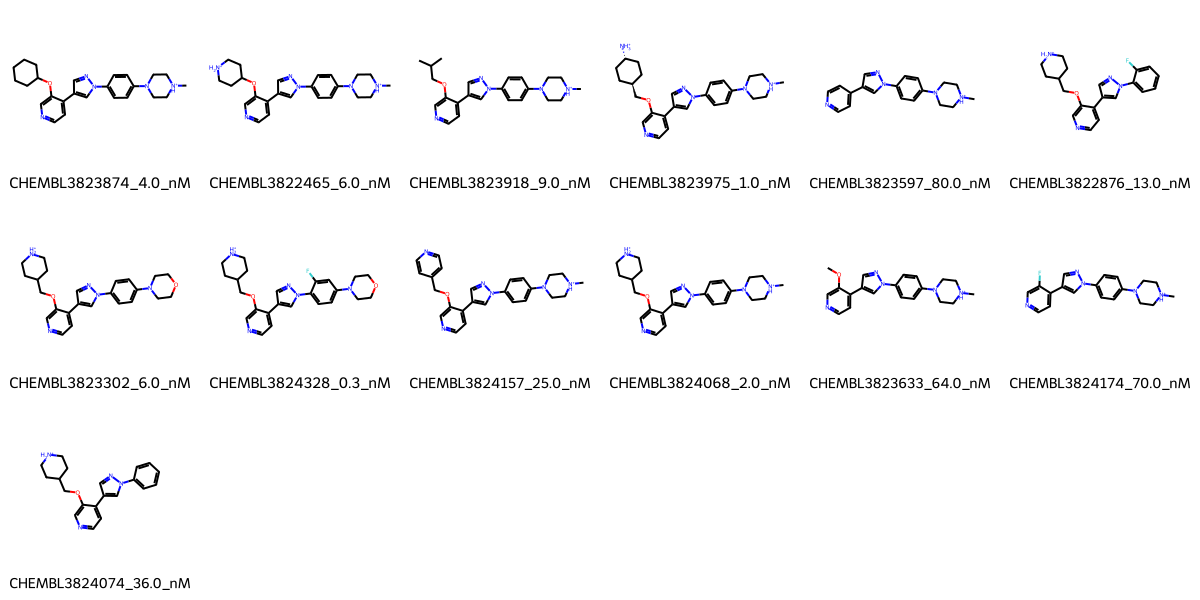 CHEMBL3823874_4.0_nM
CHEMBL3822465_6.0_nM
CHEMBL3823918_9.0_nM
CHEMBL3823975_1.0_nM
CHEMBL3823597_80.0_nM
CHEMBL3822876_13.0_nM
CHEMBL3823302_6.0_nM
CHEMBL3824328_0.3_nM
CHEMBL3824157_25.0_nM
CHEMBL3824068_2.0_nM
CHEMBL3823633_64.0_nM
CHEMBL3824174_70.0_nM
CHEMBL3824074_36.0_nM